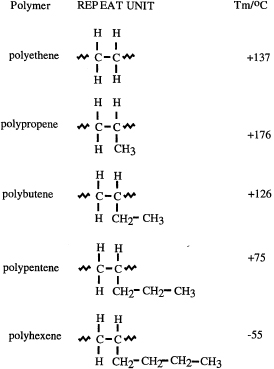 Polymer REPEAT UNIT Tm/ºC
H H
polyethene C-C +137
H H
H H
polypropene C-C +176
H CH3
H H
polybutene C-C +126
H CH2-CH3
H H +75
polypentene C-C
H CH2-CH2-CH3
H H
polyhexene C-C -55
H CH2-CH2-CH2-CH3